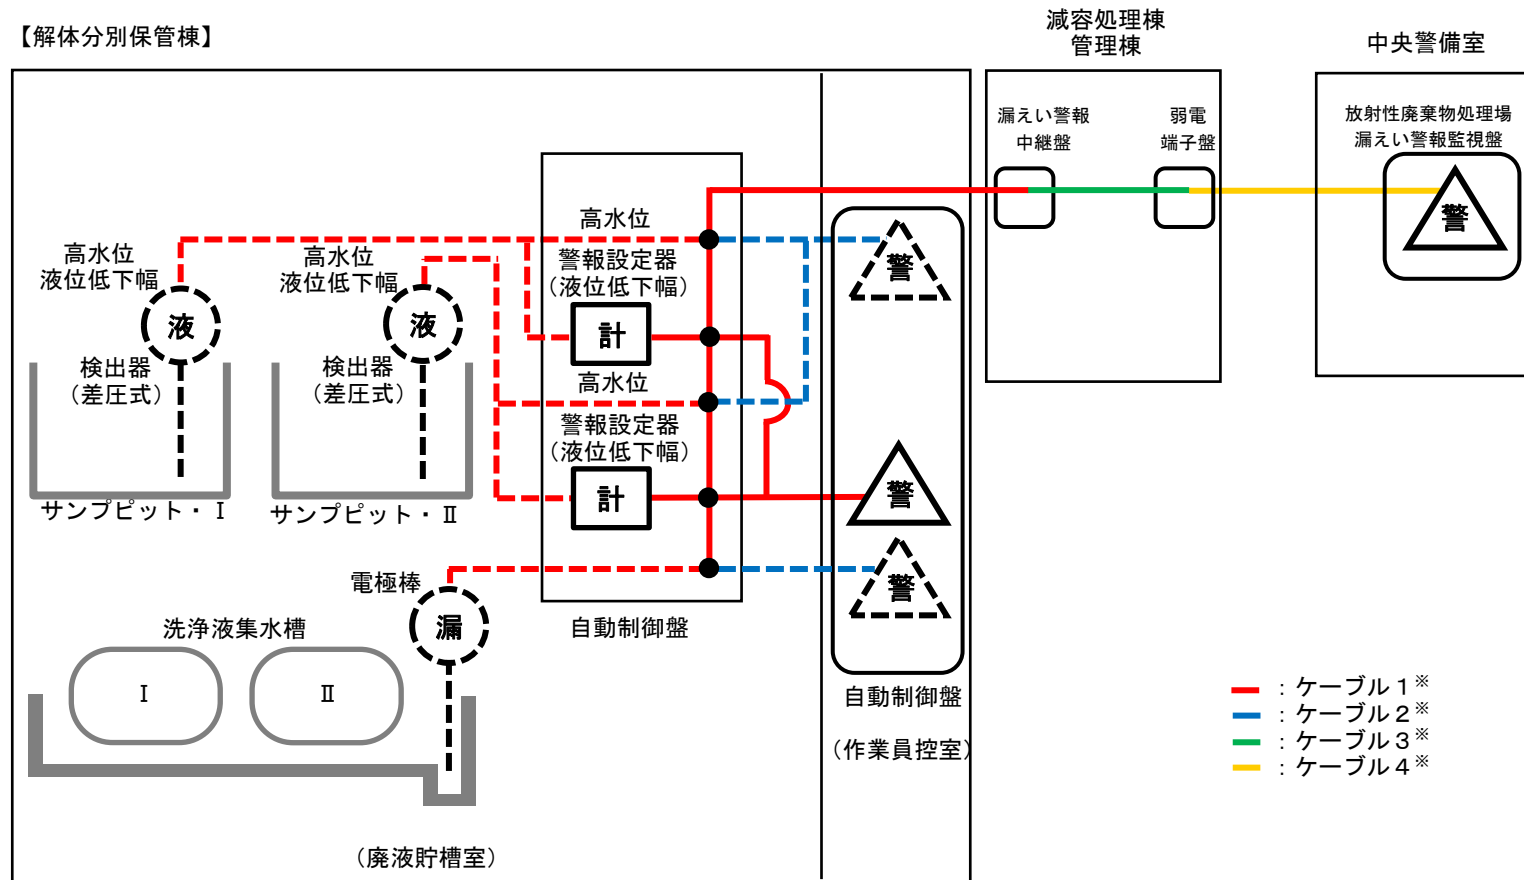 【解体分別保管棟】
減容処理棟
管理棟
中央警備室
漏えい警報
中継盤
弱電
端子盤
放射性廃棄物処理場
漏えい警報監視盤
警
高水位
液位低下幅
液
検出器
（差圧式）
サンプピット・Ⅰ
高水位
液位低下幅
液
検出器
（差圧式）
サンプピット・Ⅱ
高水位
警報設定器
（液位低下幅）
計
高水位
警報設定器
（液位低下幅）
計
自動制御盤
警
警
警
自動制御盤
（作業員控室）
電極棒
漏
洗浄液集水槽
Ⅰ
Ⅱ
（廃液貯槽室）
：ケーブル１※
：ケーブル２※
：ケーブル３※
：ケーブル４※